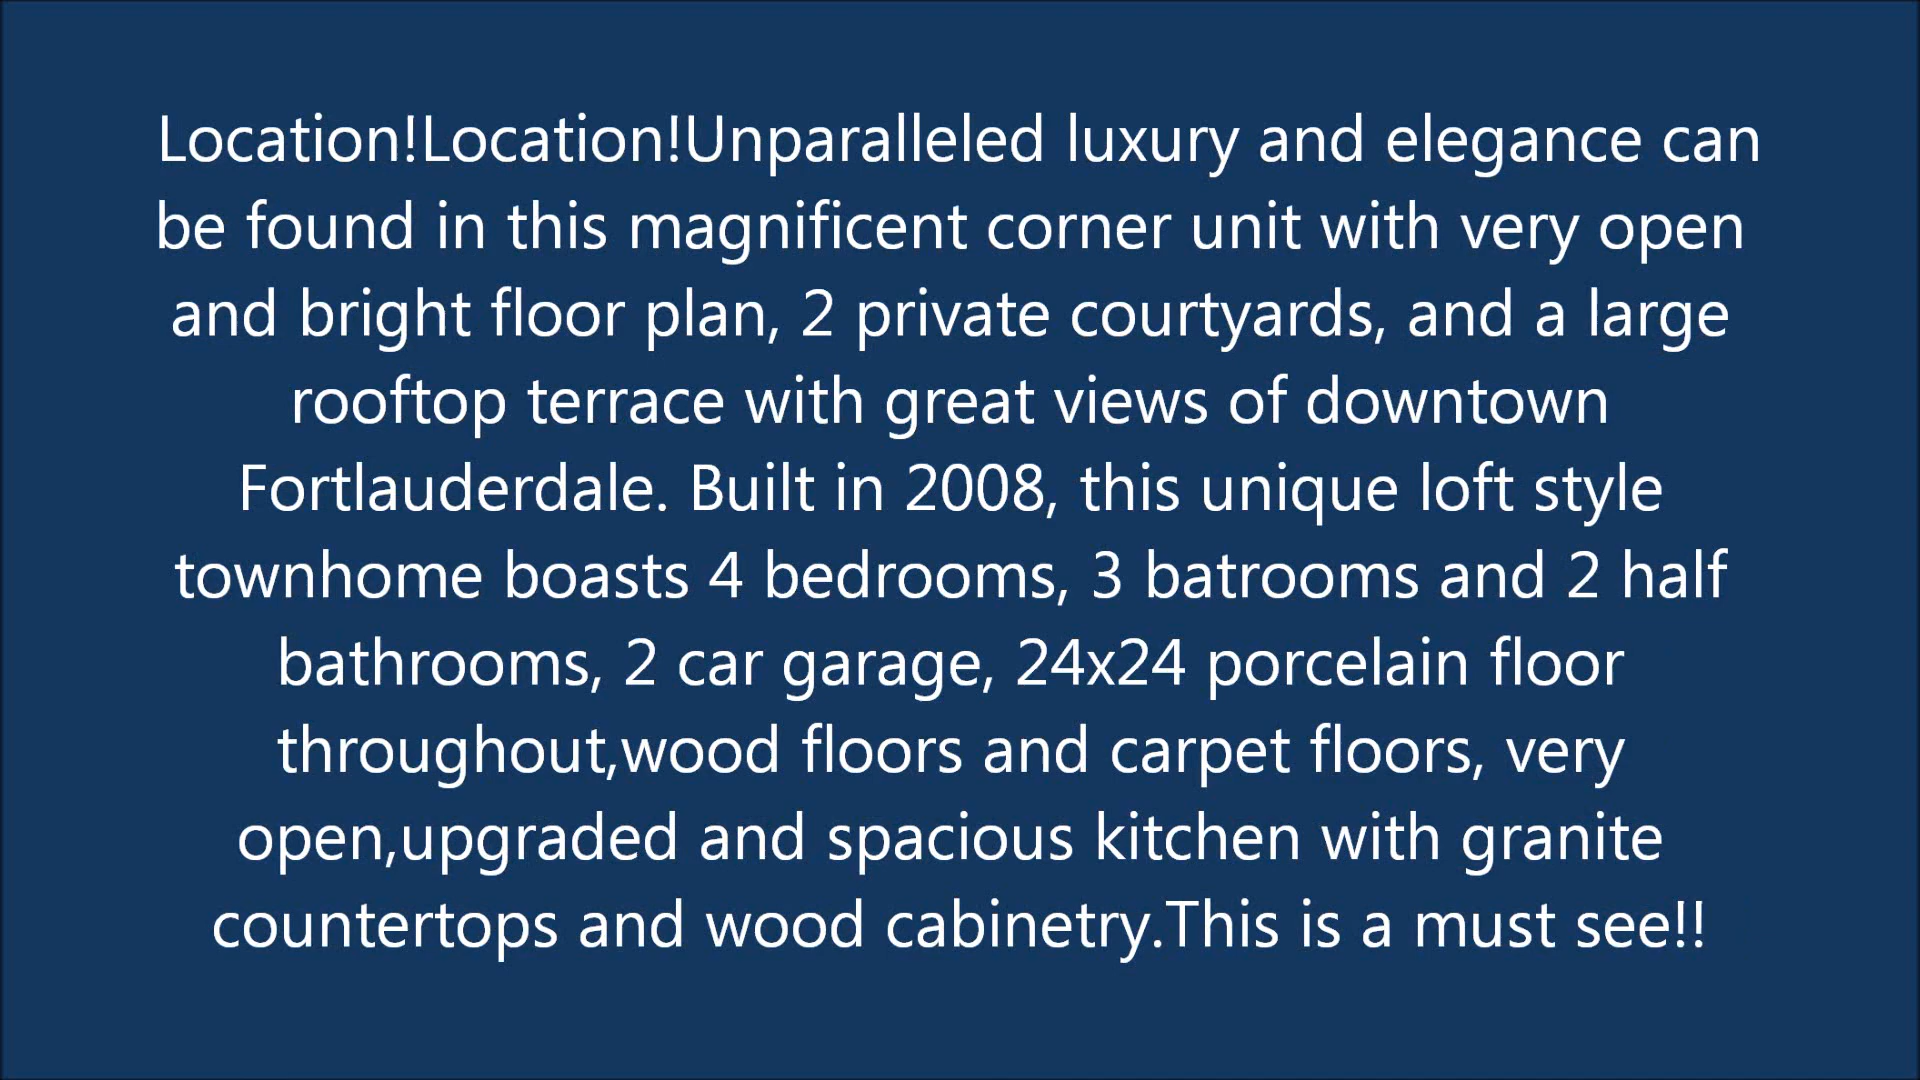 Location!Location!Unparalleled luxury and elegance can
be found in this magnificent corner unit with very open
and bright floor plan, 2 private courtyards, and a large
rooftop terrace with great views of downtown
Fortlauderdale. Built in 2008, this unique loft style
townhome boasts 4 bedrooms, 3 batrooms and 2 half
bathrooms, 2 car garage, 24x24 porcelain floor
throughout,wood floors and carpet floors, very
open,upgraded and spacious kitchen with granite
countertops and wood cabinetry.This is a must see!!